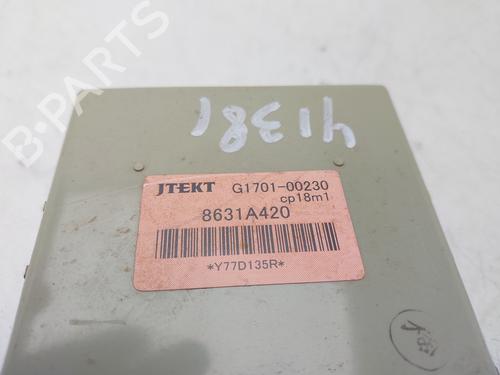 B-PARTS
41381
JTEKT G1701-00230
cp18m1
8631A420
*Y77D135R*